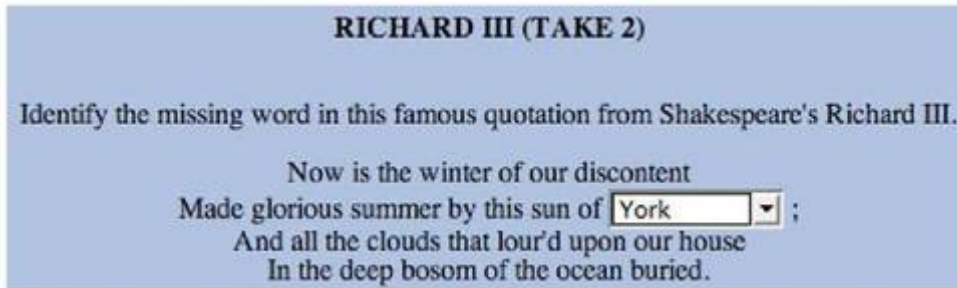 RICHARD III (TAKE 2)
Identify the missing word in this famous quotation from Shakespeare's Richard III.
Now is the winter of our discontent
Made glorious summer by this sun of York ;
And all the clouds that lour'd upon our house
In the deep bosom of the ocean buried.